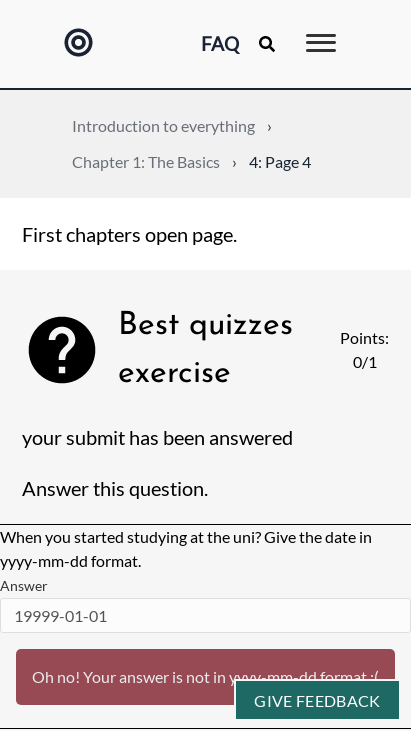 FAQ
Introduction to everything ›
Chapter 1: The Basics › 4: Page 4
First chapters open page.
Best quizzes
exercise
Points:
0/1
your submit has been answered
Answer this question.
When you started studying at the uni? Give the date in
yyyy-mm-dd format.
Answer
19999-01-01
Oh no! Your answer is not in yyyy-mm-dd format :(
GIVE FEEDBACK